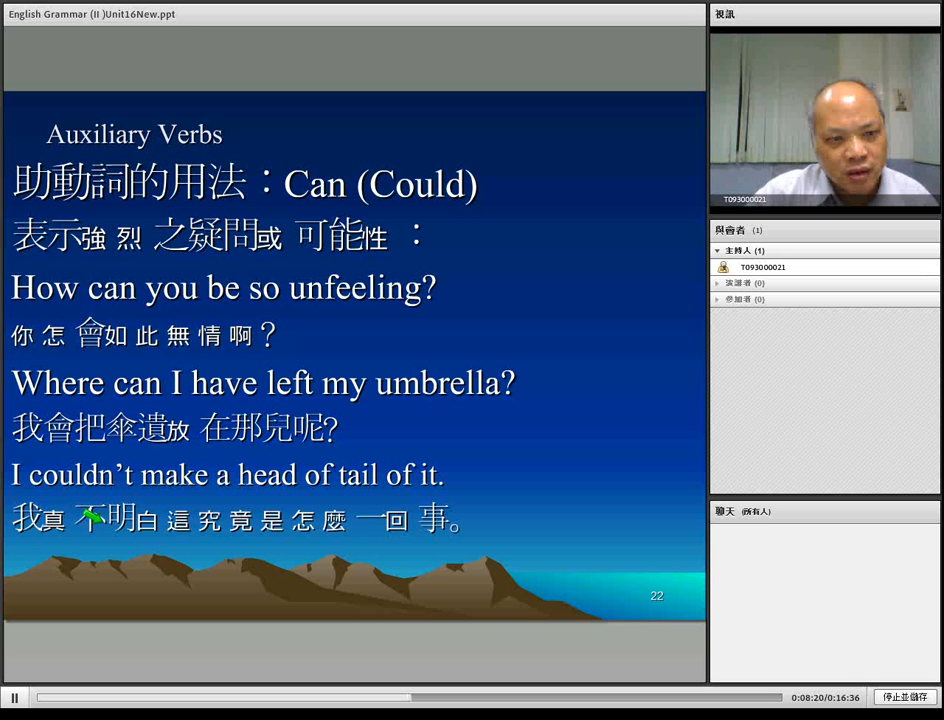 English Grammar (II )Unit16New.ppt
Auxiliary Verbs
助動詞的用法：Can (Could)
表示強烈之疑問或可能性：
How can you be so unfeeling?
你怎會如此無情啊？
Where can I have left my umbrella?
我會把傘遺放在那兒呢?
I couldn’t make a head of tail of it.
我真不明白這究竟是怎麼一回事。
22
視訊
T093000021
與會者 (1)
主持人 (1)
T093000021
演講者 (0)
參加者 (0)
聊天 (所有人)
0:08:20/0:16:36
停止並儲存